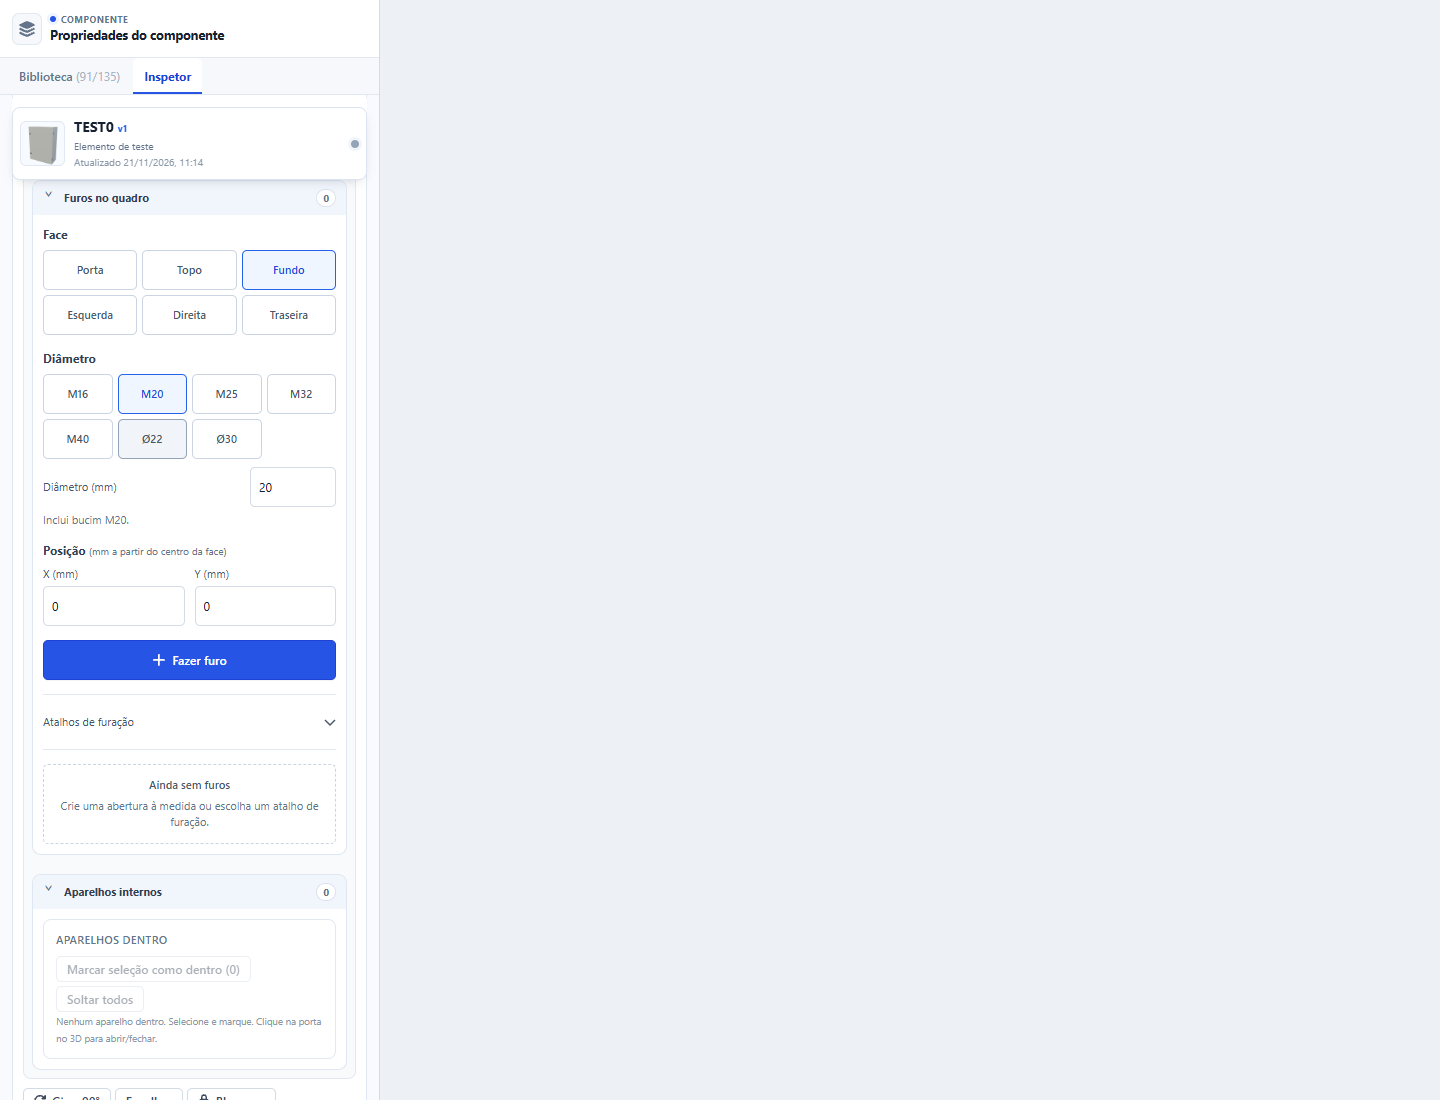 COMPONENTE
Propriedades do componente
Biblioteca (91/135)
Inspetor
TEST0 v1
Elemento de teste
Atualizado 21/11/2026, 11:14
Furos no quadro
0
Face
Porta
Topo
Fundo
Esquerda
Direita
Traseira
Diâmetro
M16
M20
M25
M32
M40
Ø22
Ø30
Diâmetro (mm)
20
Inclui bucim M20.
Posição (mm a partir do centro da face)
X (mm)
Y (mm)
0
0
Fazer furo
Atalhos de furação
Ainda sem furos
Crie uma abertura à medida ou escolha um atalho de
furação.
Aparelhos internos
0
APARELHOS DENTRO
Marcar seleção como dentro (0)
Soltar todos
Nenhum aparelho dentro. Selecione e marque. Clique na porta
no 3D para abrir/fechar.